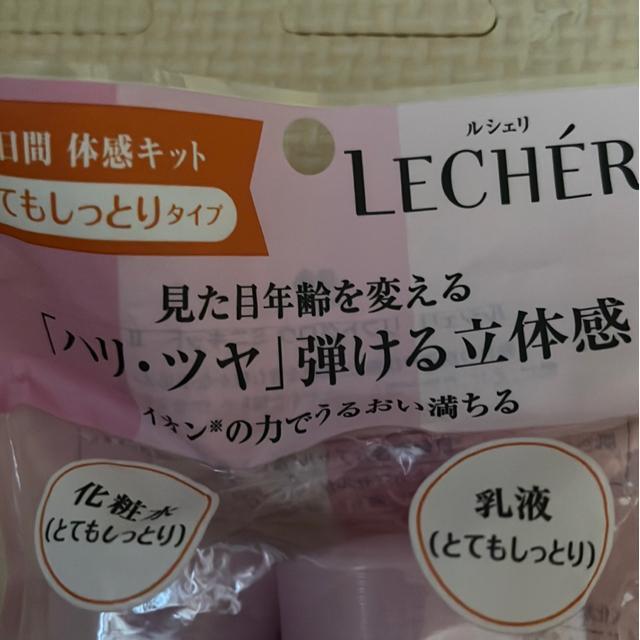 日間 体感キット
てもしっとりタイプ
ルシェリ
LECHÉR
見た目年齢を変える
「ハリ・ツヤ」弾ける立体感
イオン※の力でうるおい満ちる
化粧水
(とてもしっとり)
乳液
(とてもしっとり)